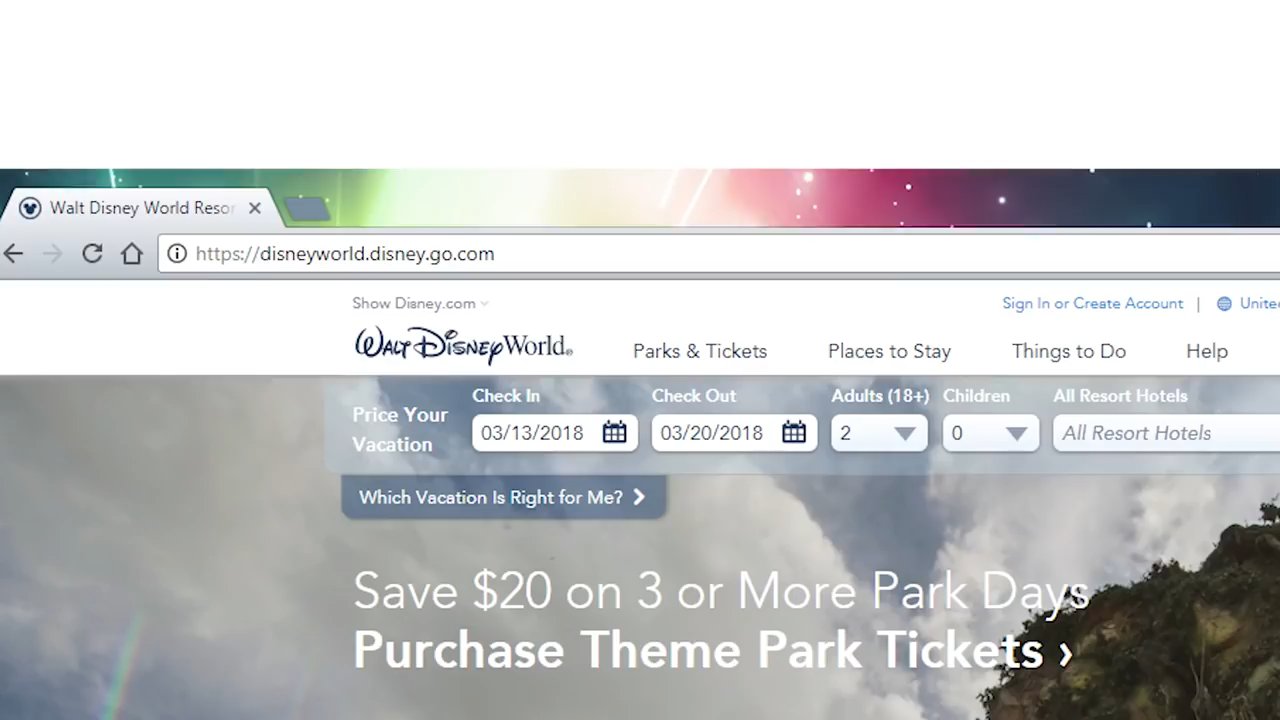 Walt Disney World Resor
https://disneyworld.disney.go.com
Show Disney.com
Sign In or Create Account | United
Walt Disney World.
Parks & Tickets Places to Stay Things to Do Help
Price Your Vacation
Check In Check Out Adults (18+) Children All Resort Hotels
03/13/2018 03/20/2018 2 0 All Resort Hotels
Which Vacation Is Right for Me?
Save $20 on 3 or More Park Days
Purchase Theme Park Tickets ›